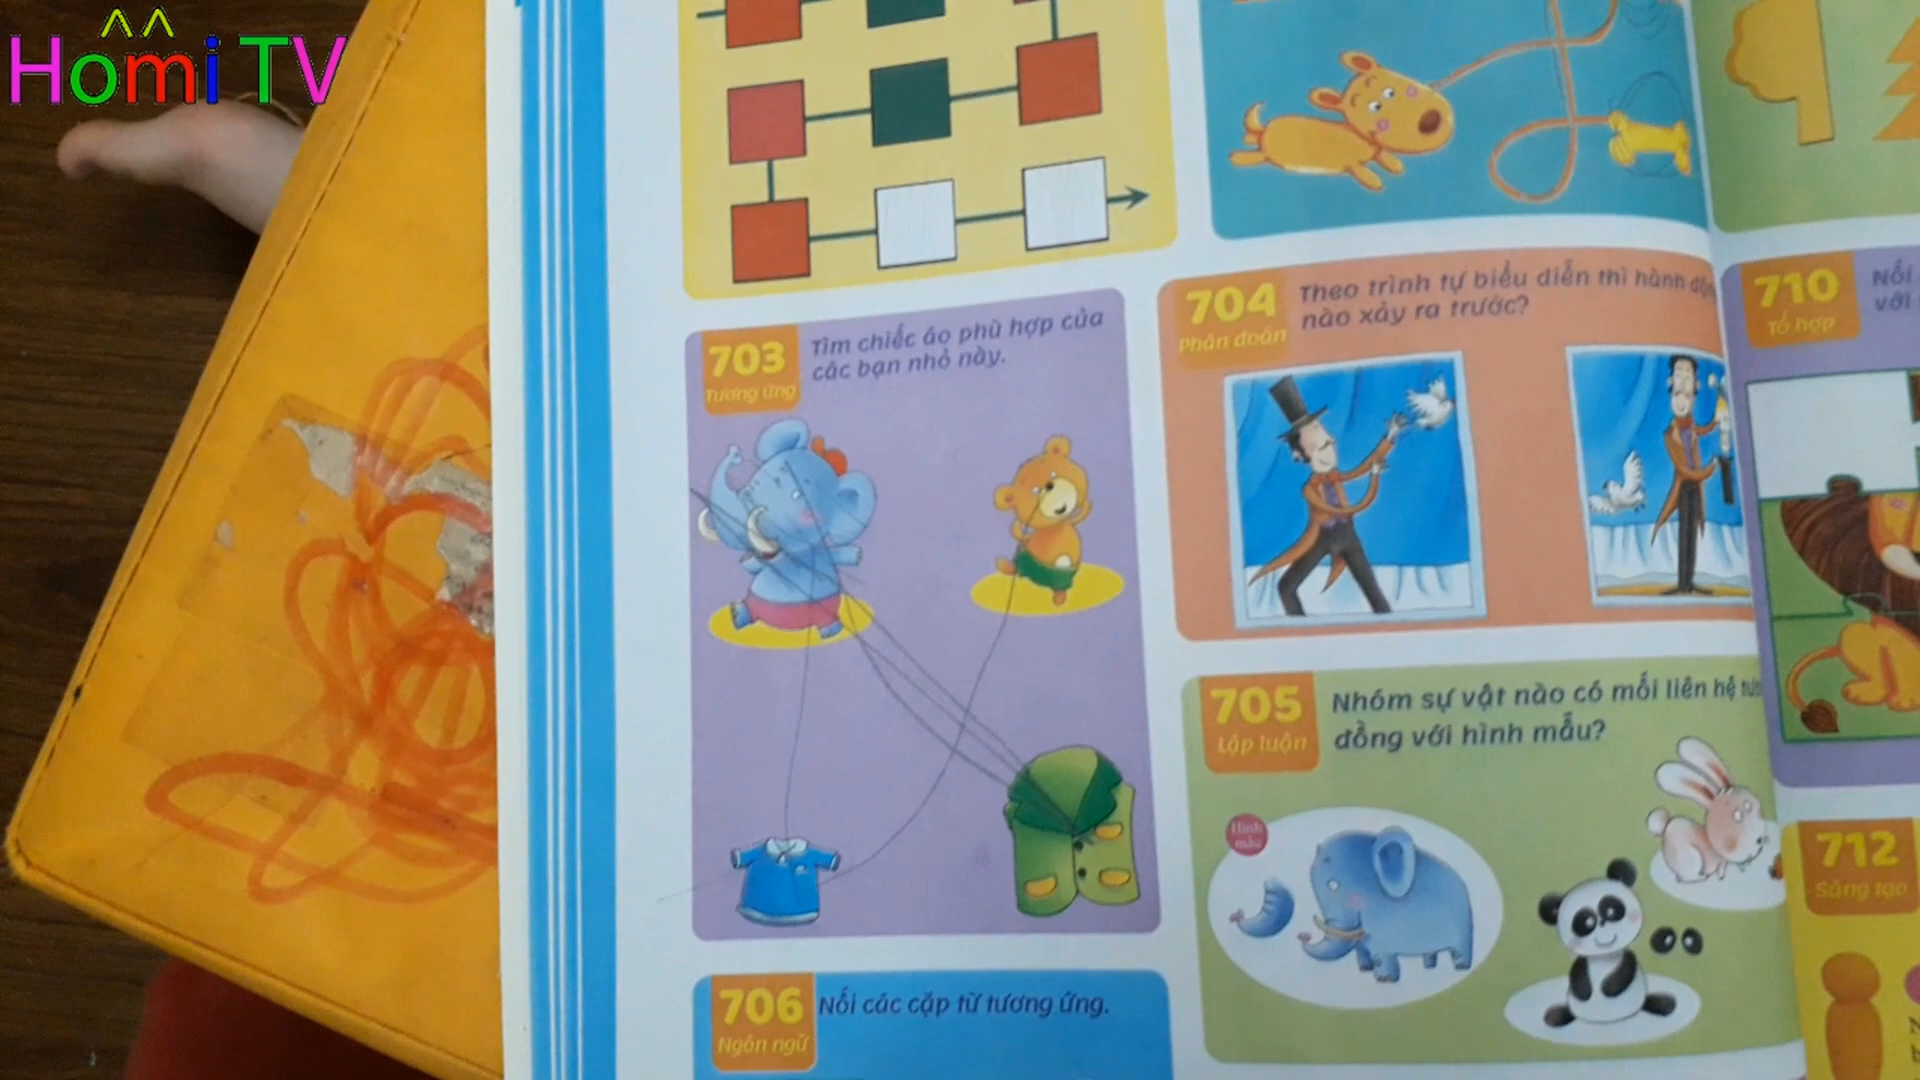 Homi TV
703
Tương ứng
Tìm chiếc áo phù hợp của
các bạn nhỏ này.
704
Phán đoán
Theo trình tự biểu diễn thì hành
nào xảy ra trước?
710
Tổ hợp
Nối
với
705
Lập luận
Nhóm sự vật nào có mối liên hệ
đồng với hình mẫu?
Hình
mẫu
712
Sáng tạo
706
Ngôn ngữ
Nối các cặp từ tương ứng.